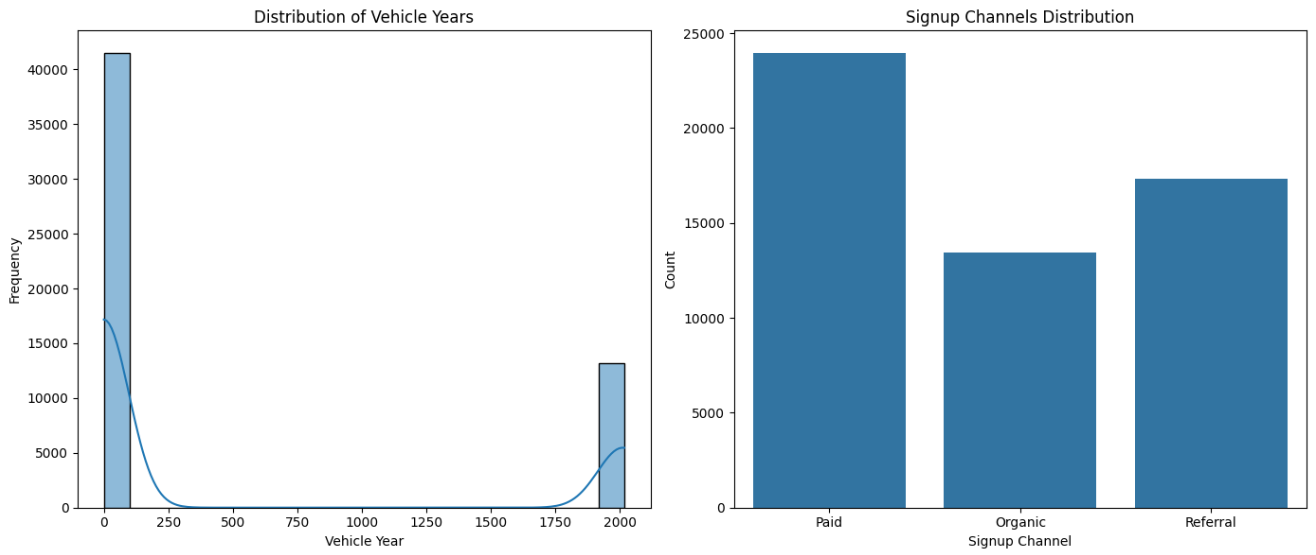 Distribution of Vehicle Years
40000
35000
30000
25000
20000
15000
10000
5000
0
Frequency
0 250 500 750 1000 1250 1500 1750 2000
Vehicle Year
Signup Channels Distribution
25000
20000
15000
10000
5000
0
Count
Paid Organic Referral
Signup Channel